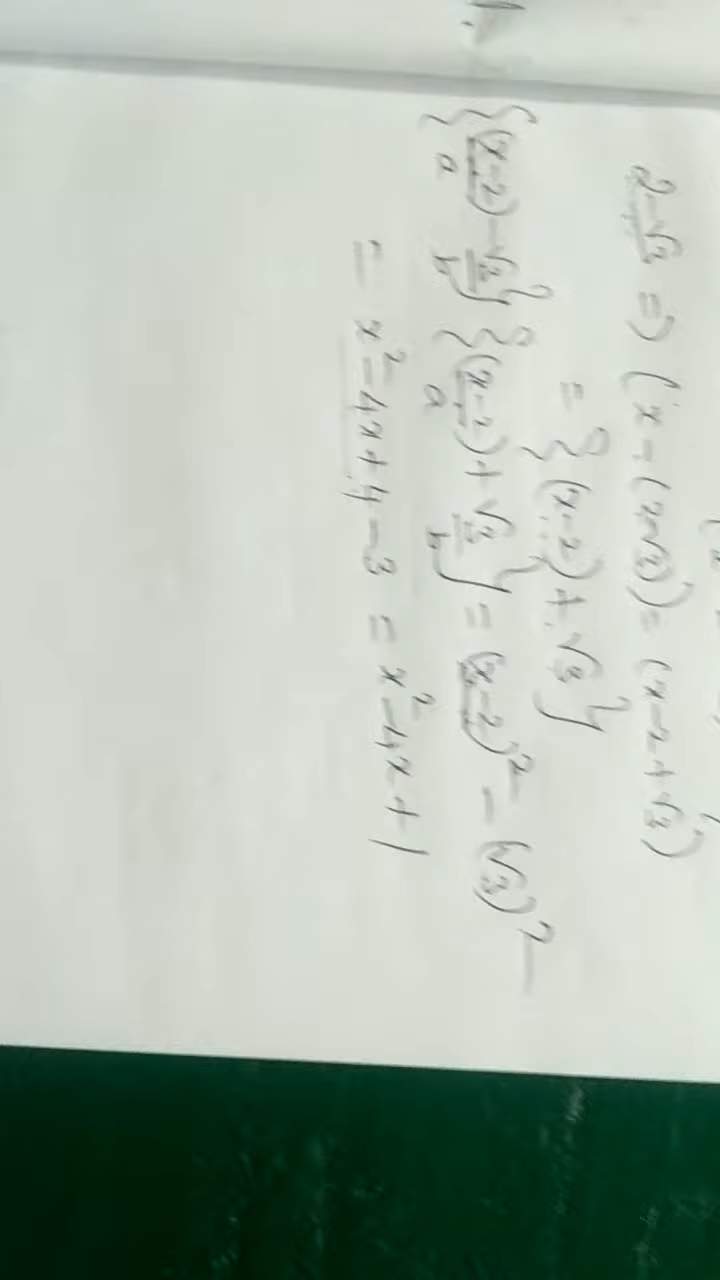 2-√3 ⇒ (x-(2-√3)) = (x-2+√3)
= {(x-2)+√3}
{(x-2)-√3} {(x-2)+√3} = (x-2)² - (√3)²
a b a b
= x²-4x+4-3 = x²-4x+1